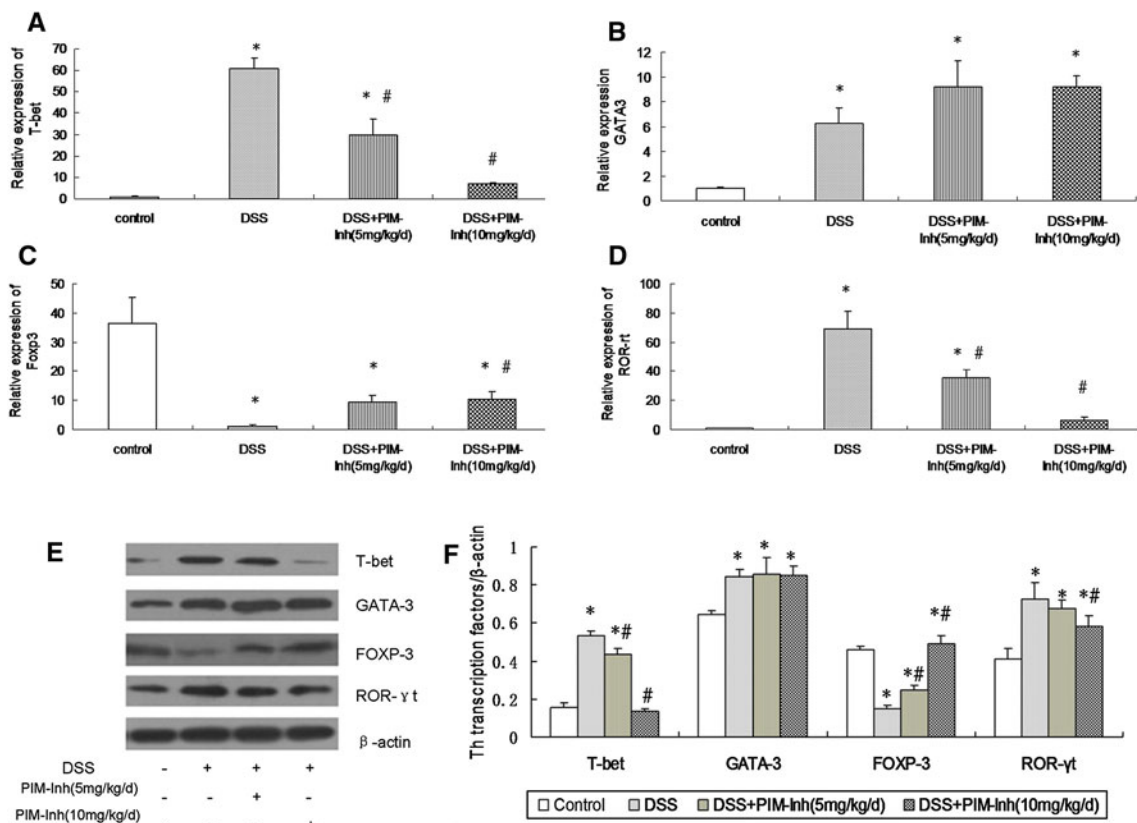 A
Relative expression of
T-bet
70
60
50
40
30
20
10
0
*
* #
#
control
DSS
DSS+PIM-
Inh(5mg/kg/d)
DSS+PIM-
Inh(10mg/kg/d)
B
Relative expression
GATA3
12
10
8
6
4
2
0
*
*
*
control
DSS
DSS+PIM-
Inh(5mg/kg/d)
DSS+PIM-
Inh(10mg/kg/d)
C
Relative expression of
Foxp3
50
40
30
20
10
0
*
*
* #
control
DSS
DSS+PIM-
Inh(5mg/kg/d)
DSS+PIM-
Inh(10mg/kg/d)
D
Relative expression of
ROR-rt
100
80
60
40
20
0
*
* #
#
control
DSS
DSS+PIM-
Inh(5mg/kg/d)
DSS+PIM-
Inh(10mg/kg/d)
E
T-bet
GATA-3
FOXP-3
ROR-γt
β-actin
DSS - + + +
PIM-Inh(5mg/kg/d) - - + -
PIM-Inh(10mg/kg/d)
F
Th transcription factors/β-actin
1
0.8
0.6
0.4
0.2
0
* *# #
* * *
* *# *#
* * *#
T-bet GATA-3 FOXP-3 ROR-γt
Control DSS DSS+PIM-Inh(5mg/kg/d) DSS+PIM-Inh(10mg/kg/d)